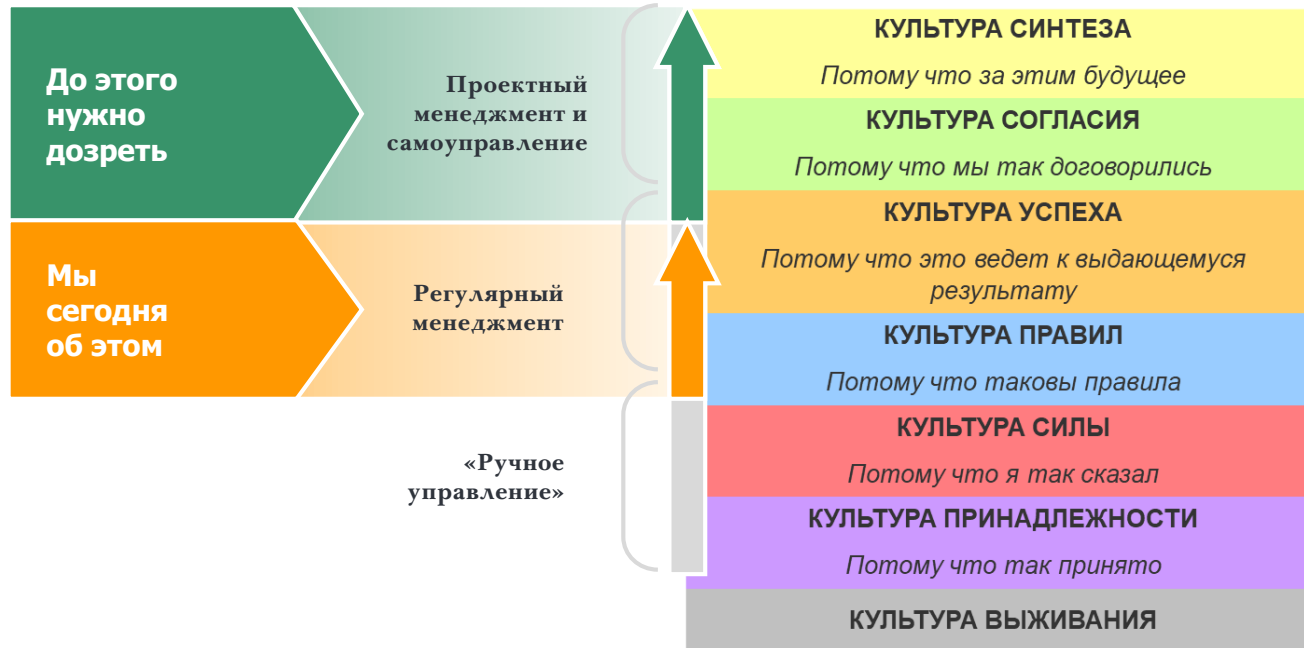 До этого
нужно
дозреть
Проектный
менеджмент и
самоуправление
Мы
сегодня
об этом
Регулярный
менеджмент
«Ручное
управление»
КУЛЬТУРА СИНТЕЗА
Потому что за этим будущее
КУЛЬТУРА СОГЛАСИЯ
Потому что мы так договорились
КУЛЬТУРА УСПЕХА
Потому что это ведет к выдающемуся
результату
КУЛЬТУРА ПРАВИЛ
Потому что таковы правила
КУЛЬТУРА СИЛЫ
Потому что я так сказал
КУЛЬТУРА ПРИНАДЛЕЖНОСТИ
Потому что так принято
КУЛЬТУРА ВЫЖИВАНИЯ